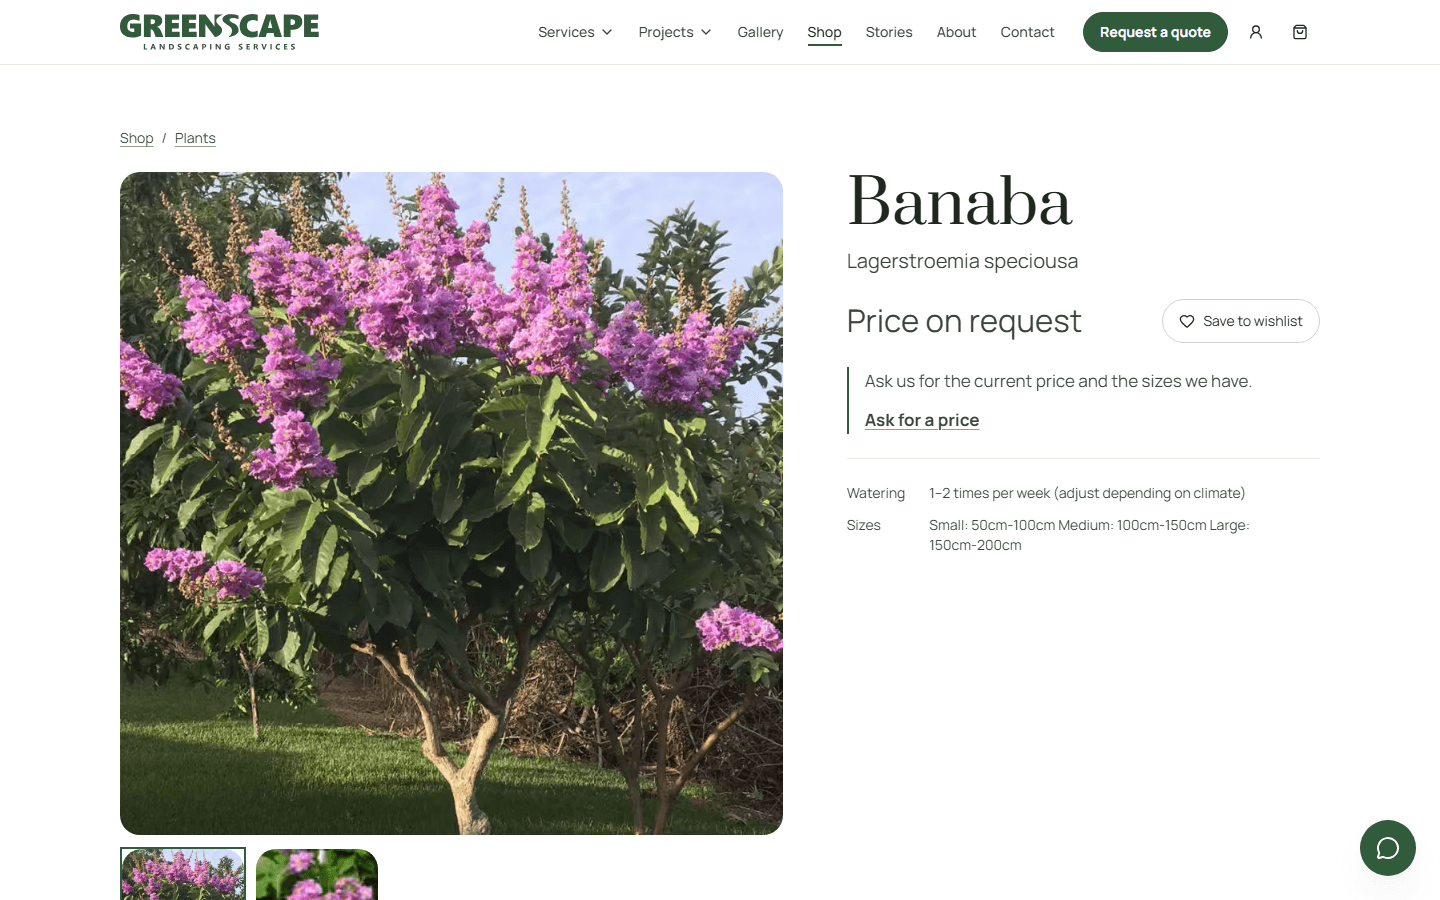 GREENSCAPE
LANDSCAPING SERVICES
Services
Projects
Gallery
Shop
Stories
About
Contact
Request a quote
Shop / Plants
Banaba
Lagerstroemia speciousa
Price on request
Save to wishlist
Ask us for the current price and the sizes we have.
Ask for a price
Watering 1–2 times per week (adjust depending on climate)
Sizes Small: 50cm-100cm Medium: 100cm-150cm Large:
150cm-200cm